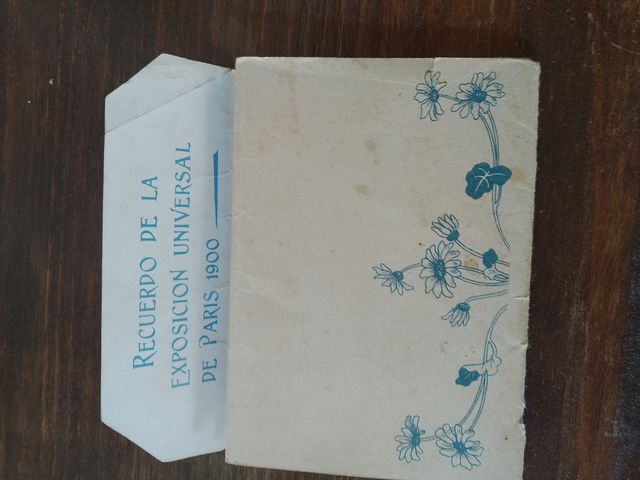 RECUERDO DE LA
EXPOSICION UNIVERSAL
DE PARIS 1900